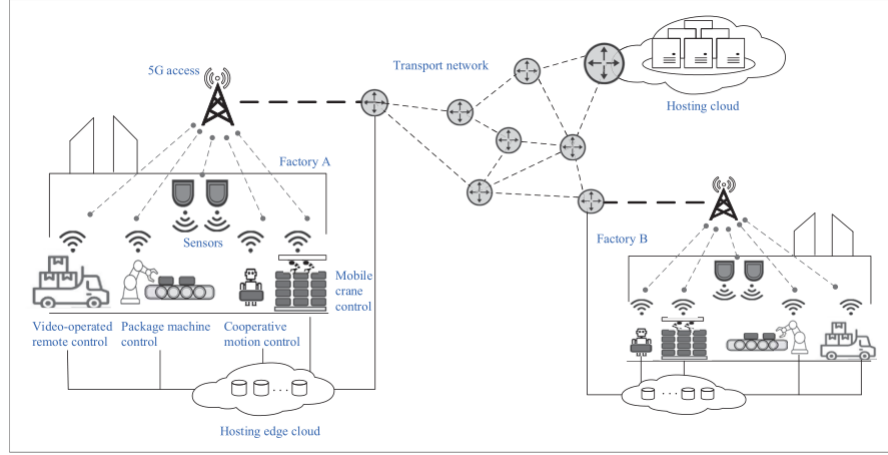 5G access
Transport network
Hosting cloud
Factory A
Sensors
Factory B
Mobile
crane
control
Video-operated
remote control
Package machine
control
Cooperative
motion control
Hosting edge cloud